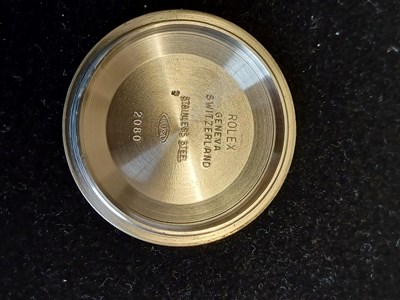 ROLEX
GENEVA
SWITZERLAND
STAINLESS STEEL
2080